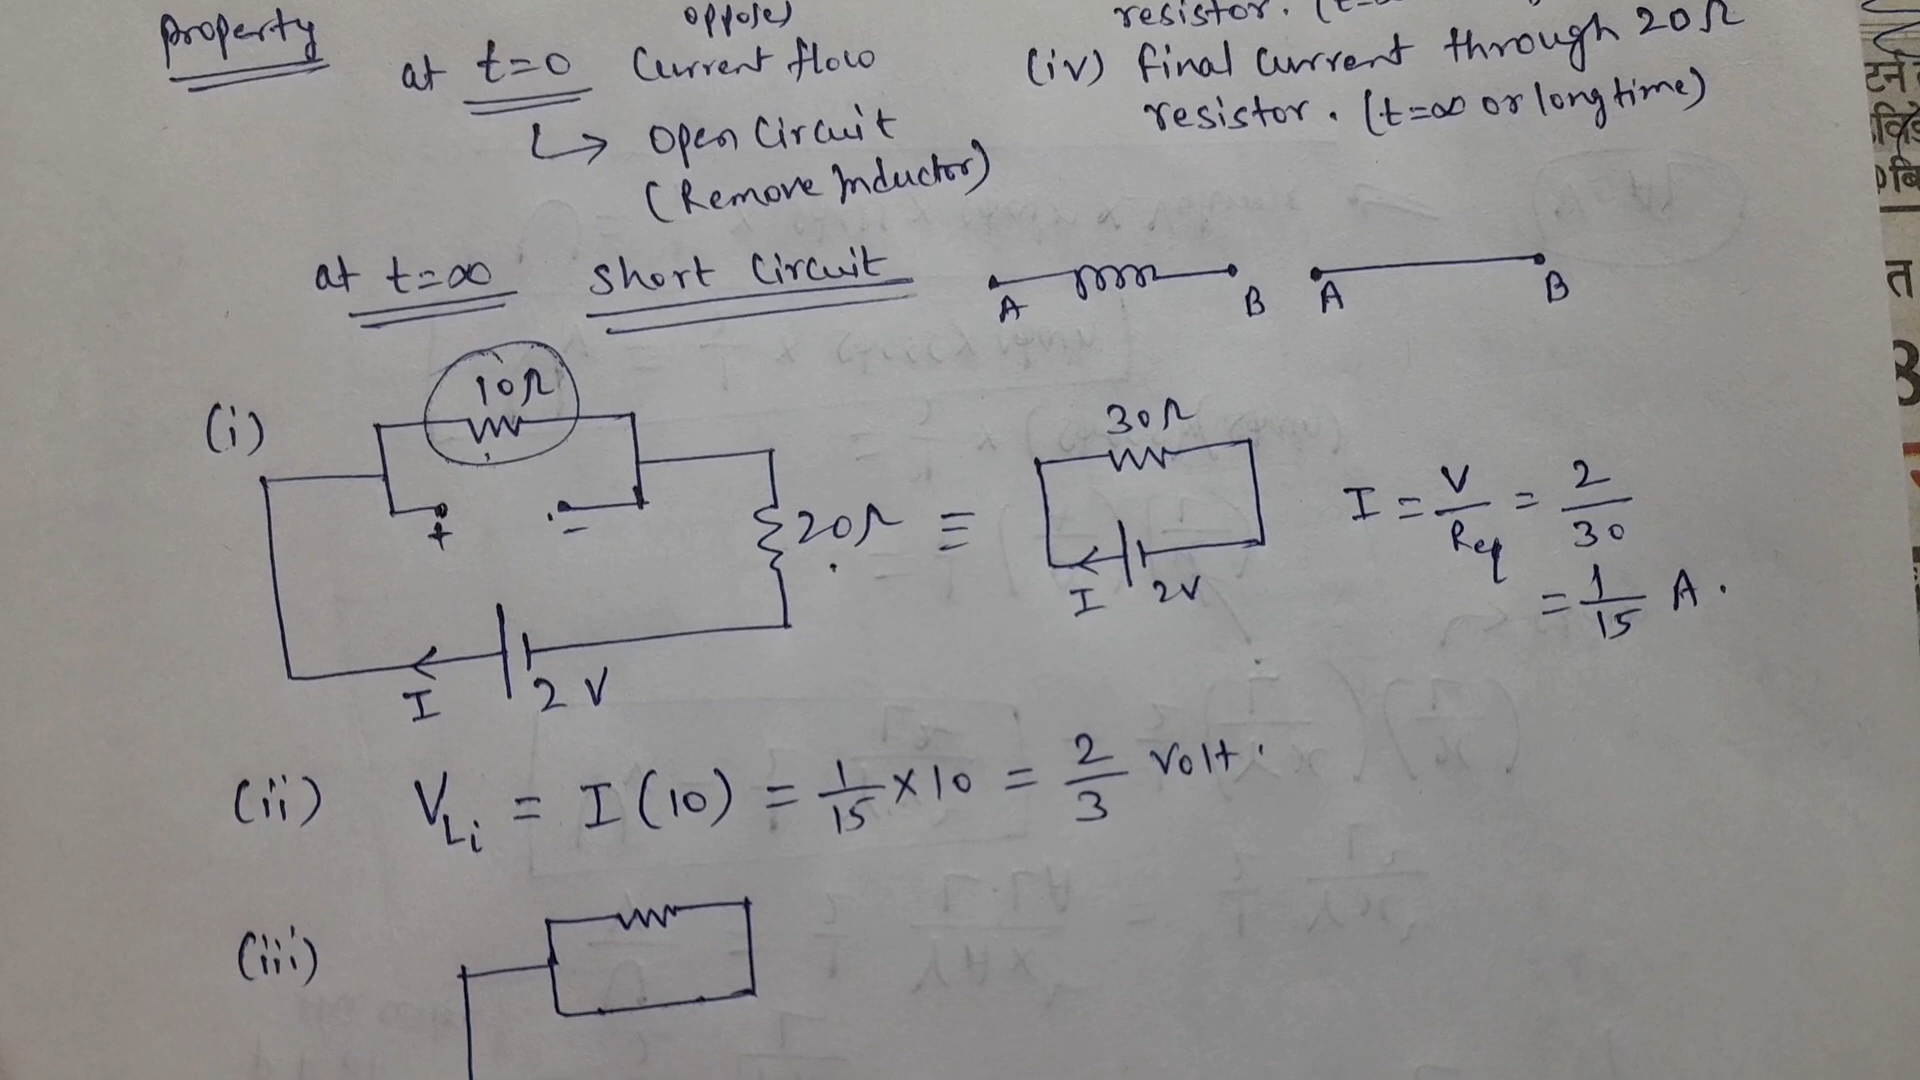 property
opposes
at t=0 Current flow
↳ open Circuit
(Remove Inductor)
resistor.
(iv) final Current through 20Ω
resistor. (t=∞ or long time)
at t=∞ short Circuit
A B A B
(i)
10Ω
+ -
20Ω ≡
I 2V
30Ω
I 2V
I = V/Req = 2/30
= 1/15 A.
(ii) VLi = I(10) = 1/15 × 10 = 2/3 volt.
(iii)
त
8